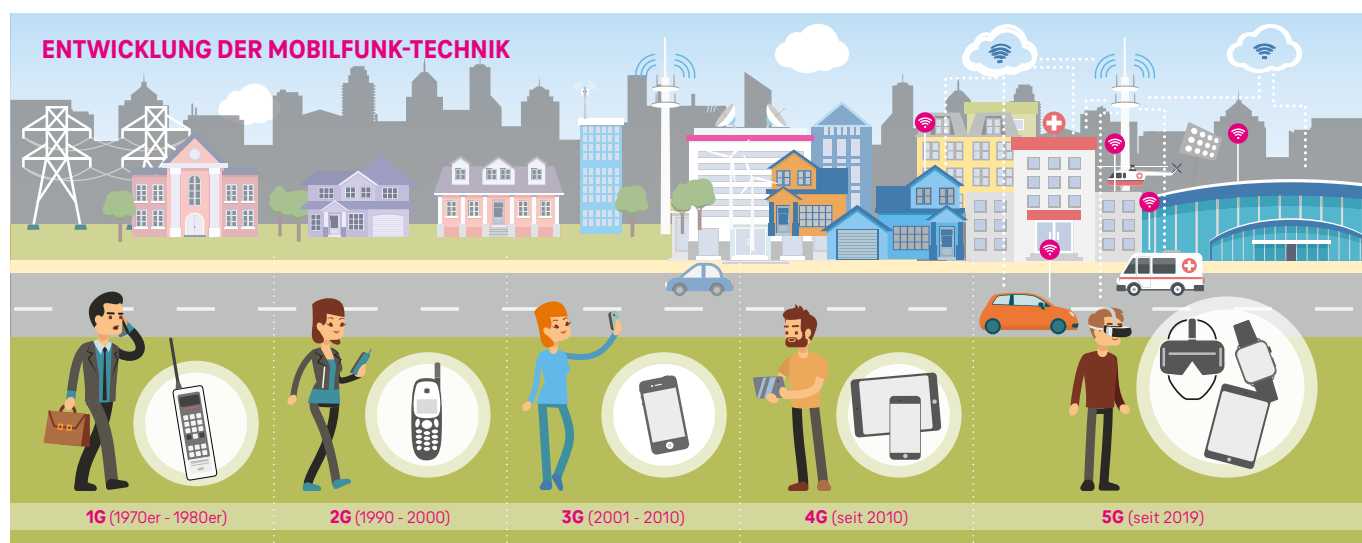 ENTWICKLUNG DER MOBILFUNK-TECHNIK
1G (1970er - 1980er)
2G (1990 - 2000)
3G (2001 - 2010)
4G (seit 2010)
5G (seit 2019)